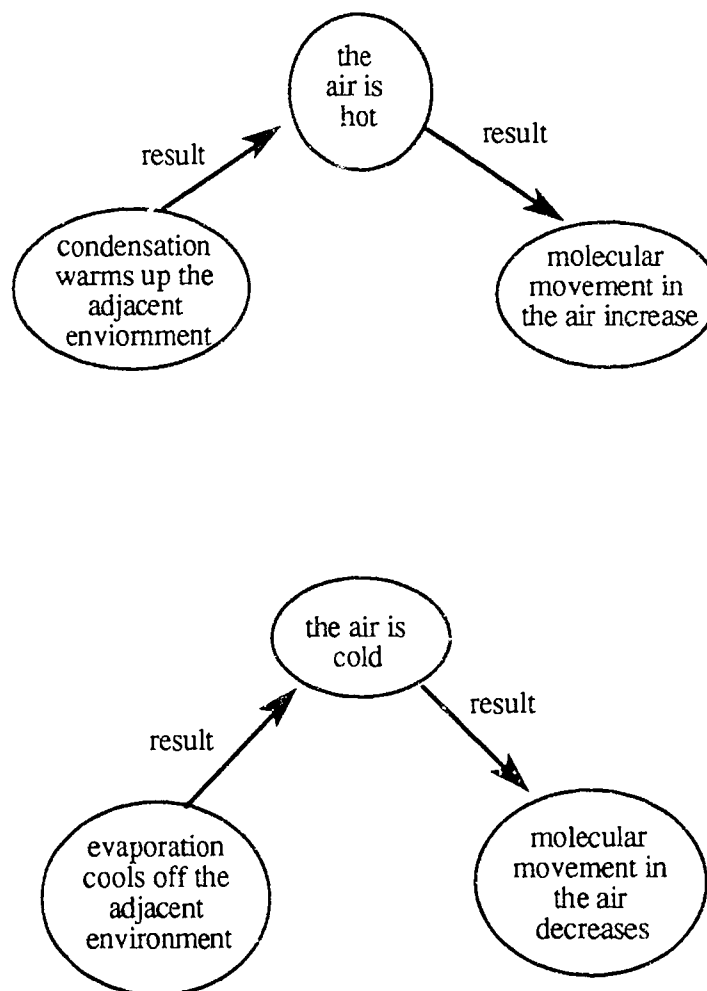 the
air is
hot
result
result
condensation
warms up the
adjacent
enviornment
molecular
movement in
the air increase
the air is
cold
result
result
evaporation
cools off the
adjacent
environment
molecular
movement in
the air
decreases